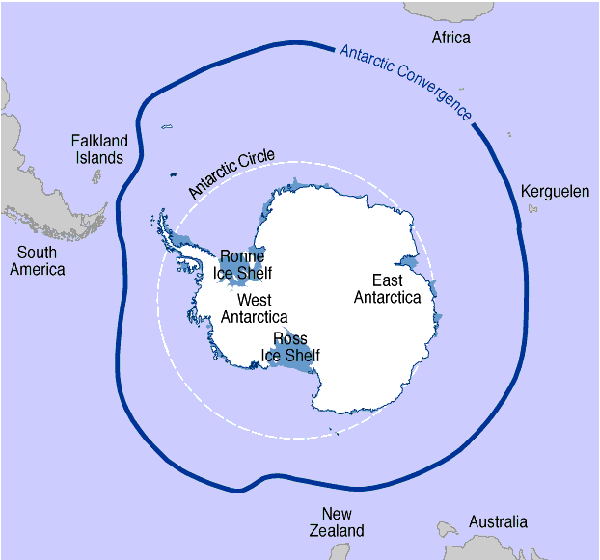 Africa
Antarctic Convergence
Falkland
Islands
Antarctic Circle
Kerguelen
South
America
Ronne
Ice Shelf
East
Antarctica
West
Antarctica
Ross
Ice Shelf
New
Zealand
Australia